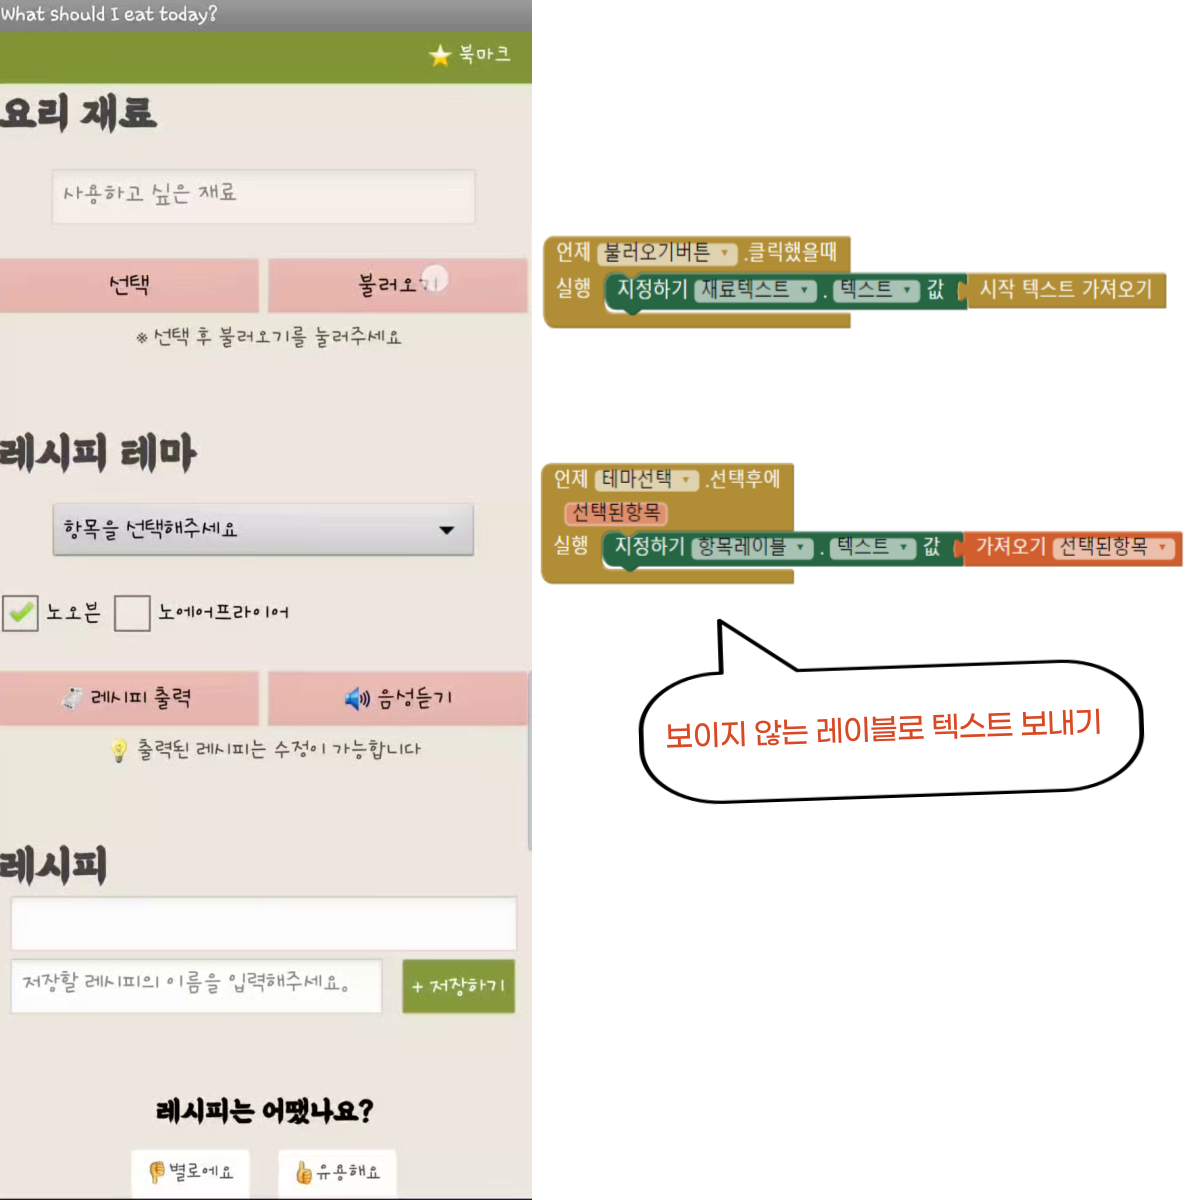 What should I eat today?
⭐ 북마크
요리 재료
사용하고 싶은 재료
선택 불러오기
※ 선택 후 불러오기를 눌러주세요
레시피 테마
항목을 선택해주세요
노오븐 노에어프라이어
레시피 출력 음성듣기
출력된 레시피는 수정이 가능합니다
레시피
저장할 레시피의 이름을 입력해주세요。
+ 저장하기
레시피는 어땠나요?
별로에요 유용해요
언제 불러오기버튼 .클릭했을때
실행 지정하기 재료텍스트 . 텍스트 값 시작 텍스트 가져오기
언제 테마선택 .선택후에
선택된항목
실행 지정하기 항목레이블 . 텍스트 값 가져오기 선택된항목
보이지 않는 레이블로 텍스트 보내기